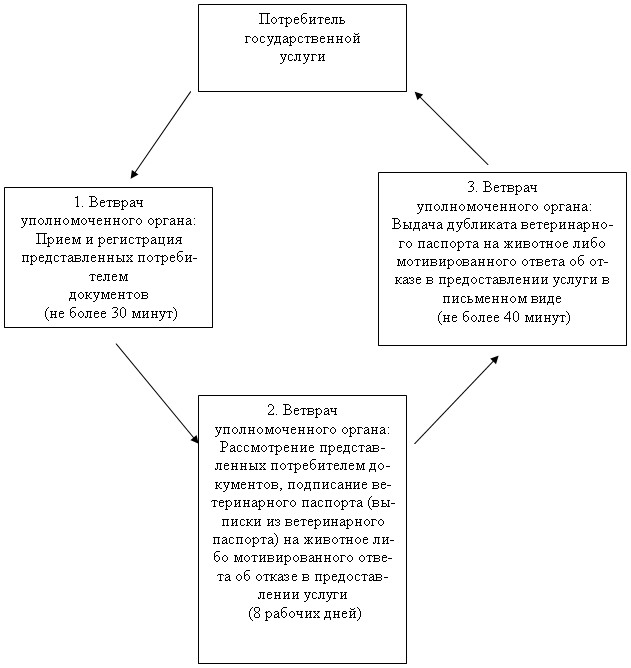 Потребитель
государственной
услуги
1. Ветврач
уполномоченного органа:
Прием и регистрация
представленных потреби-
телем
документов
(не более 30 минут)
3. Ветврач
уполномоченного органа:
Выдача дубликата ветеринарно-
го паспорта на животное либо
мотивированного ответа об от-
казе в предоставлении услуги в
письменном виде
(не более 40 минут)
2. Ветврач
уполномоченного органа:
Рассмотрение представ-
ленных потребителем до-
кументов, подписание ве-
теринарного паспорта (вы-
писки из ветеринарного
паспорта) на животное ли-
бо мотивированного отве-
та об отказе в предостав-
лении услуги
(8 рабочих дней)